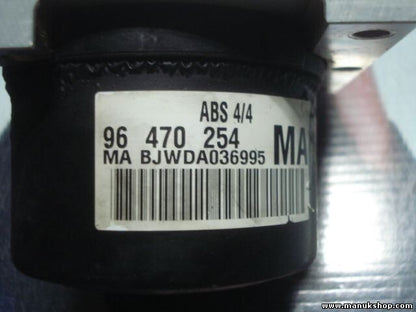 ABS 4/4
96 470 254 MA
MA BJWDA036995
www.manukshop.com